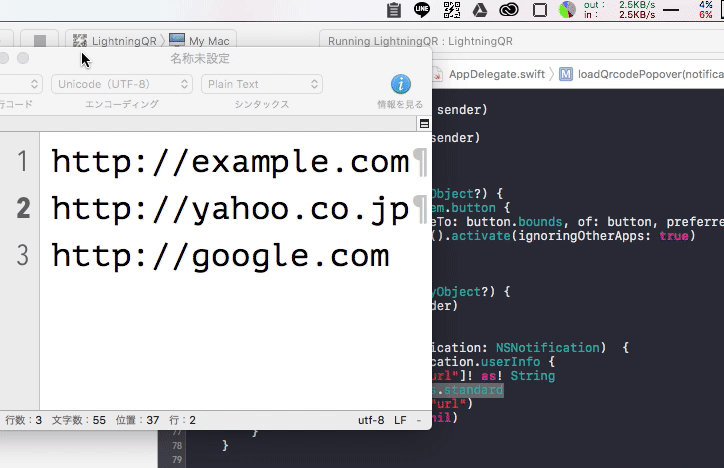 out : 2.5KB/s 4%
in : 2.5KB/s 6%
LINE
LightningQR My Mac
Running LightningQR : LightningQR
名称未設定
Unicode（UTF-8） Plain Text
行コード エンコーディング シンタックス 情報を見る
AppDelegate.swift M loadQrcodePopover(notifica
1 http://example.com¶
2 http://yahoo.co.jp¶
3 http://google.com
sender)
sender)
Object?) {
em.button {
eTo: button.bounds, of: button, preferre
().activate(ignoringOtherApps: true)
yObject?) {
der)
ication: NSNotification) {
cation.userInfo {
url"]! as! String
s.standard
"url")
nil)
行数：3 文字数：55 位置：37 行：2 utf-8 LF -
77 }
78 }
79